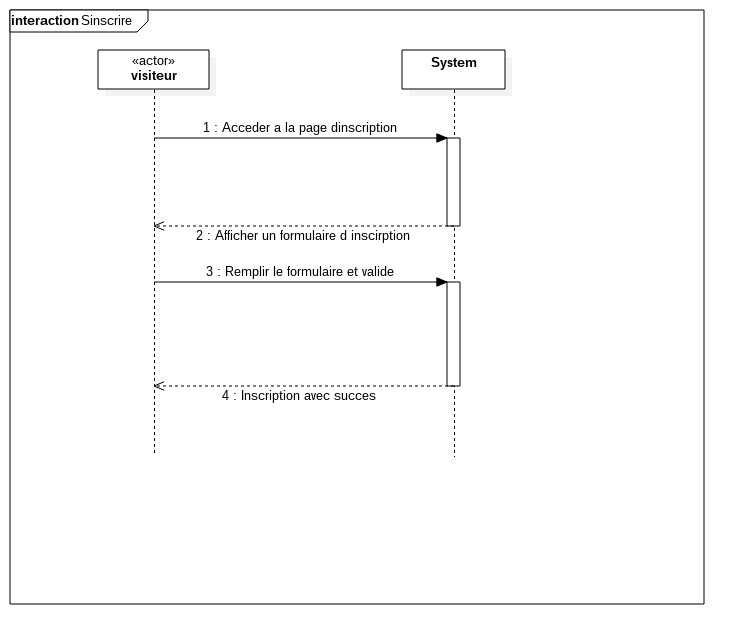 interaction Sinscrire
«actor»
visiteur
System
1 : Acceder a la page dinscription
2 : Afficher un formulaire d inscirption
3 : Remplir le formulaire et valide
4 : Inscription avec succes